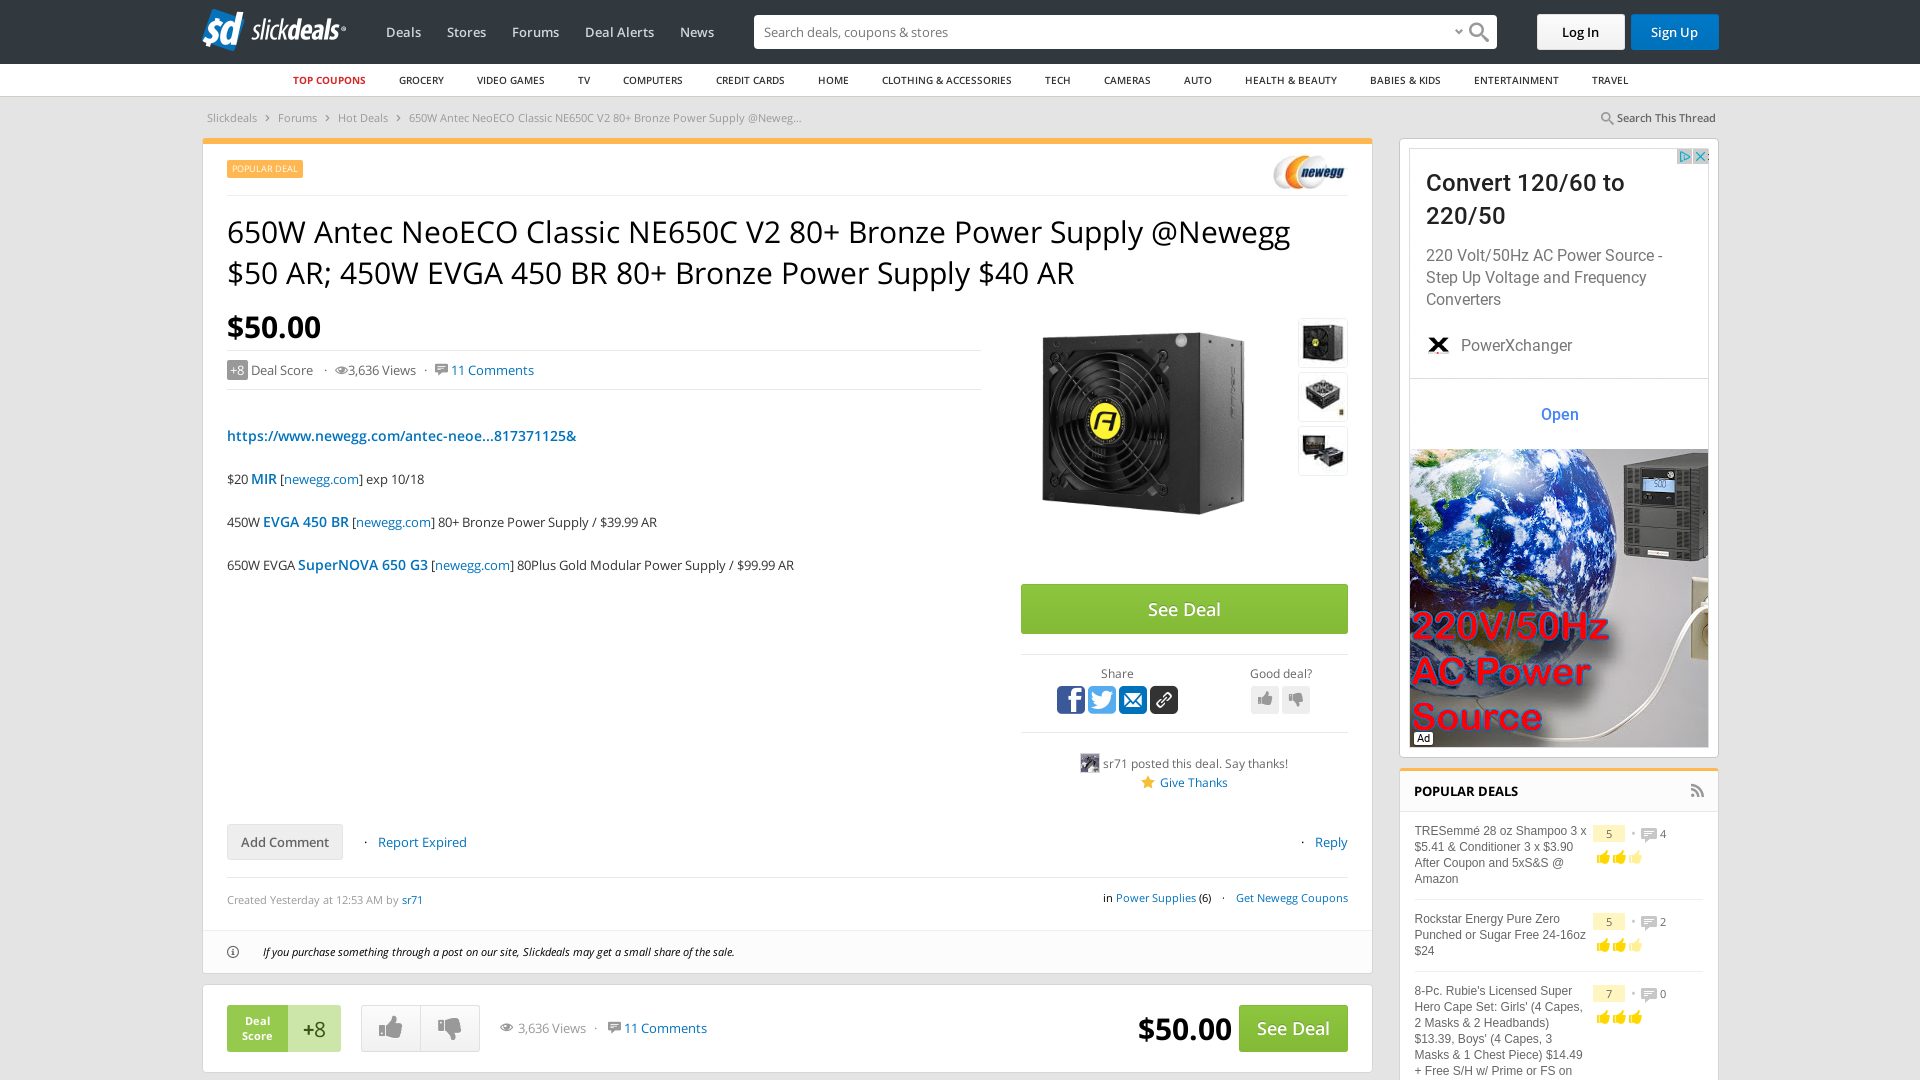 slickdeals
Deals
Stores
Forums
Deal Alerts
News
Search deals, coupons & stores
Log In
Sign Up
TOP COUPONS
GROCERY
VIDEO GAMES
TV
COMPUTERS
CREDIT CARDS
HOME
CLOTHING & ACCESSORIES
TECH
CAMERAS
AUTO
HEALTH & BEAUTY
BABIES & KIDS
ENTERTAINMENT
TRAVEL
Slickdeals > Forums > Hot Deals > 650W Antec NeoECO Classic NE650C V2 80+ Bronze Power Supply @Neweg...
Search This Thread
POPULAR DEAL
newegg
650W Antec NeoECO Classic NE650C V2 80+ Bronze Power Supply @Newegg
$50 AR; 450W EVGA 450 BR 80+ Bronze Power Supply $40 AR
$50.00
+8 Deal Score · 3,636 Views · 11 Comments
https://www.newegg.com/antec-neoe...817371125&
$20 MIR [newegg.com] exp 10/18
450W EVGA 450 BR [newegg.com] 80+ Bronze Power Supply / $39.99 AR
650W EVGA SuperNOVA 650 G3 [newegg.com] 80Plus Gold Modular Power Supply / $99.99 AR
See Deal
Share
Good deal?
sr71 posted this deal. Say thanks!
Give Thanks
Add Comment
· Report Expired
· Reply
Created Yesterday at 12:53 AM by sr71
in Power Supplies (6) · Get Newegg Coupons
If you purchase something through a post on our site, Slickdeals may get a small share of the sale.
Deal
Score
+8
3,636 Views · 11 Comments
$50.00
See Deal
Convert 120/60 to
220/50
220 Volt/50Hz AC Power Source -
Step Up Voltage and Frequency
Converters
PowerXchanger
Open
220V/50Hz
AC Power
Source
Ad
POPULAR DEALS
TRESemmé 28 oz Shampoo 3 x
$5.41 & Conditioner 3 x $3.90
After Coupon and 5xS&S @
Amazon
5 • 4
Rockstar Energy Pure Zero
Punched or Sugar Free 24-16oz
$24
5 • 2
8-Pc. Rubie's Licensed Super
Hero Cape Set: Girls' (4 Capes,
2 Masks & 2 Headbands)
$13.39, Boys' (4 Capes, 3
Masks & 1 Chest Piece) $14.49
+ Free S/H w/ Prime or FS on
7 • 0